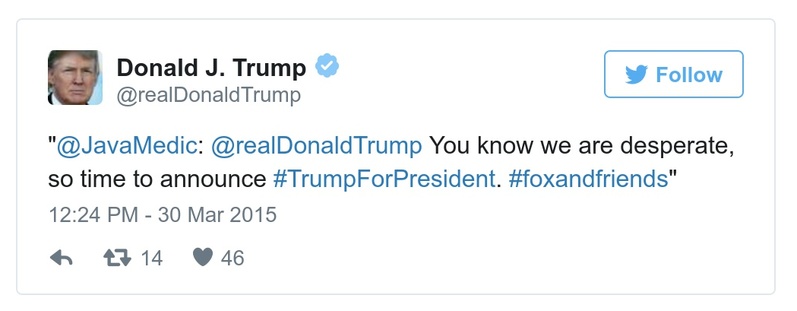 Donald J. Trump
@realDonaldTrump
Follow
"@JavaMedic: @realDonaldTrump You know we are desperate,
so time to announce #TrumpForPresident. #foxandfriends"
12:24 PM - 30 Mar 2015
14 46